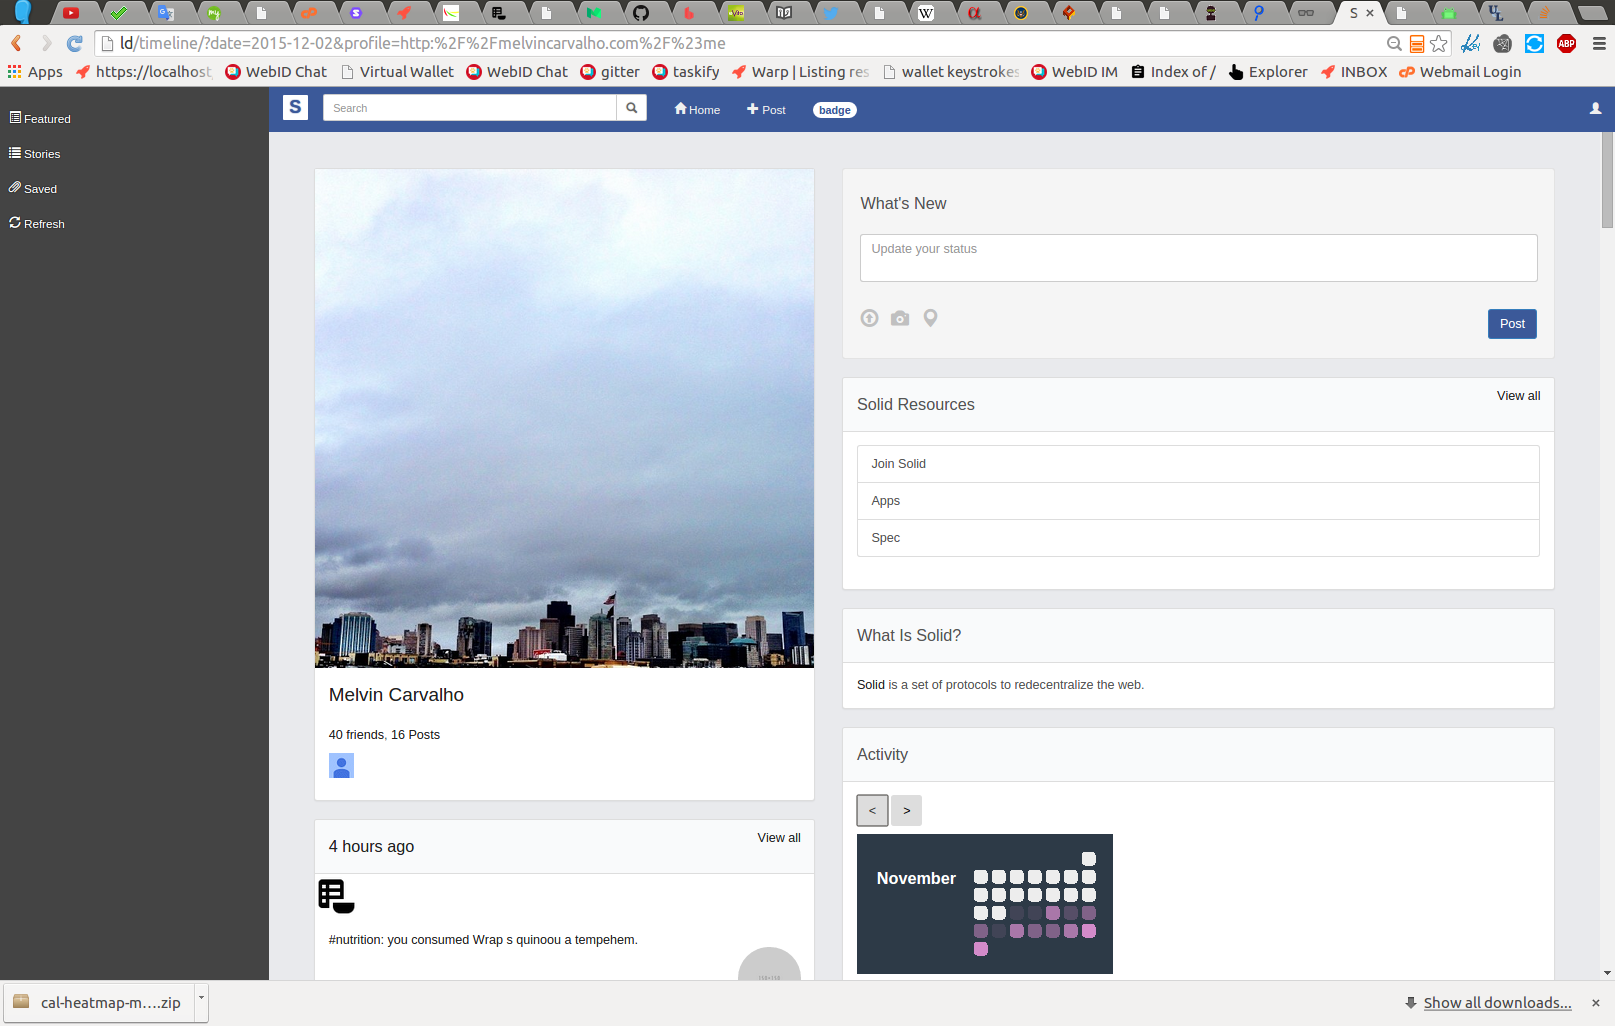 S ×
ld/timeline/?date=2015-12-02&profile=http:%2F%2Fmelvincarvalho.com%2F%23me
ABP
Apps https://localhost WebID Chat Virtual Wallet WebID Chat gitter taskify Warp | Listing res wallet keystrokes WebID IM Index of / Explorer INBOX Webmail Login
Featured
Stories
Saved
Refresh
S Search Home Post badge
Melvin Carvalho
40 friends, 16 Posts
4 hours ago View all
#nutrition: you consumed Wrap s quinoou a tempehem.
What's New
Update your status
Post
Solid Resources View all
Join Solid
Apps
Spec
What Is Solid?
Solid is a set of protocols to redecentralize the web.
Activity
< >
November
cal-heatmap-m....zip
Show all downloads... ×